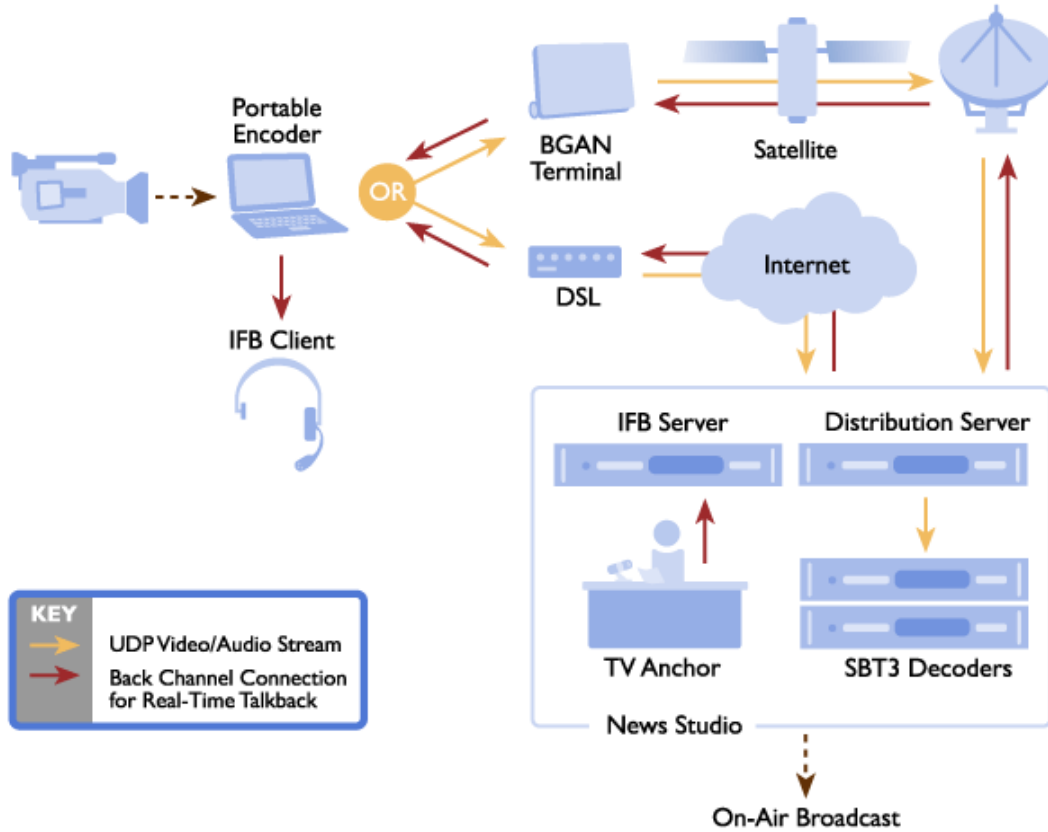 Portable
Encoder
BGAN
Terminal
Satellite
OR
DSL
Internet
IFB Client
IFB Server
Distribution Server
TV Anchor
SBT3 Decoders
News Studio
On-Air Broadcast
KEY
UDP Video/Audio Stream
Back Channel Connection
for Real-Time Talkback